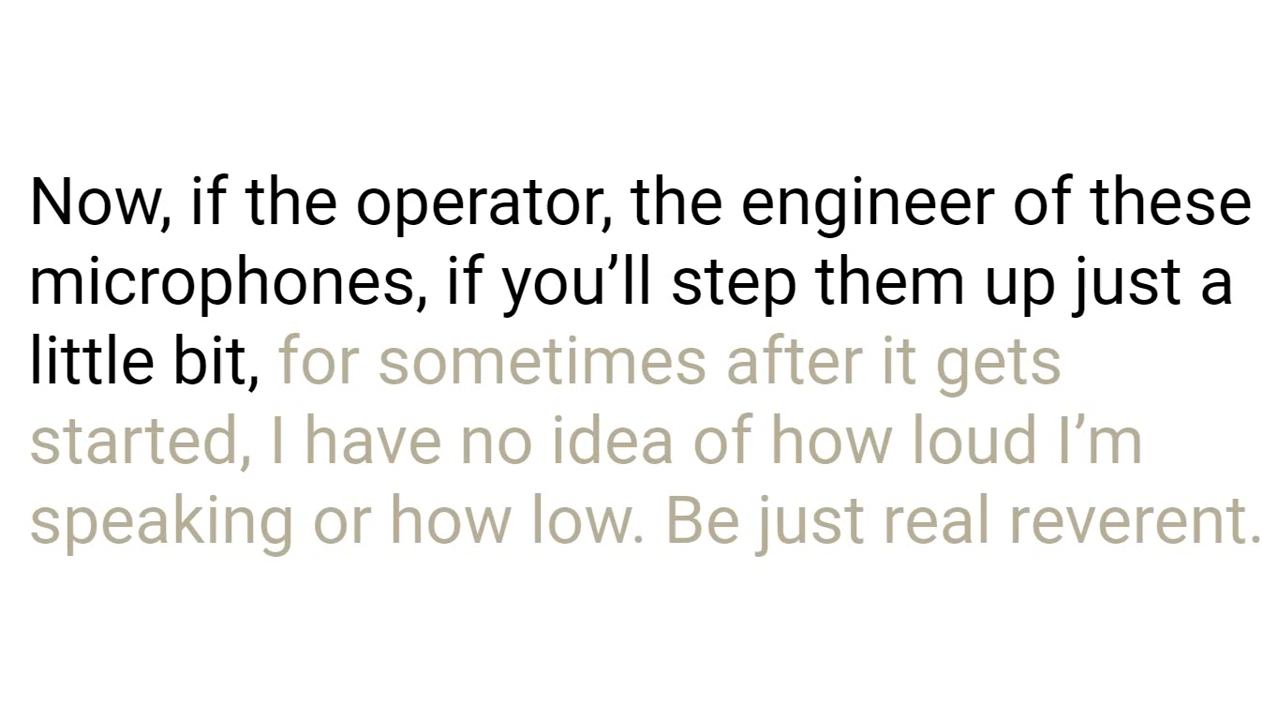 Now, if the operator, the engineer of these
microphones, if you’ll step them up just a
little bit, for sometimes after it gets
started, I have no idea of how loud I’m
speaking or how low. Be just real reverent.